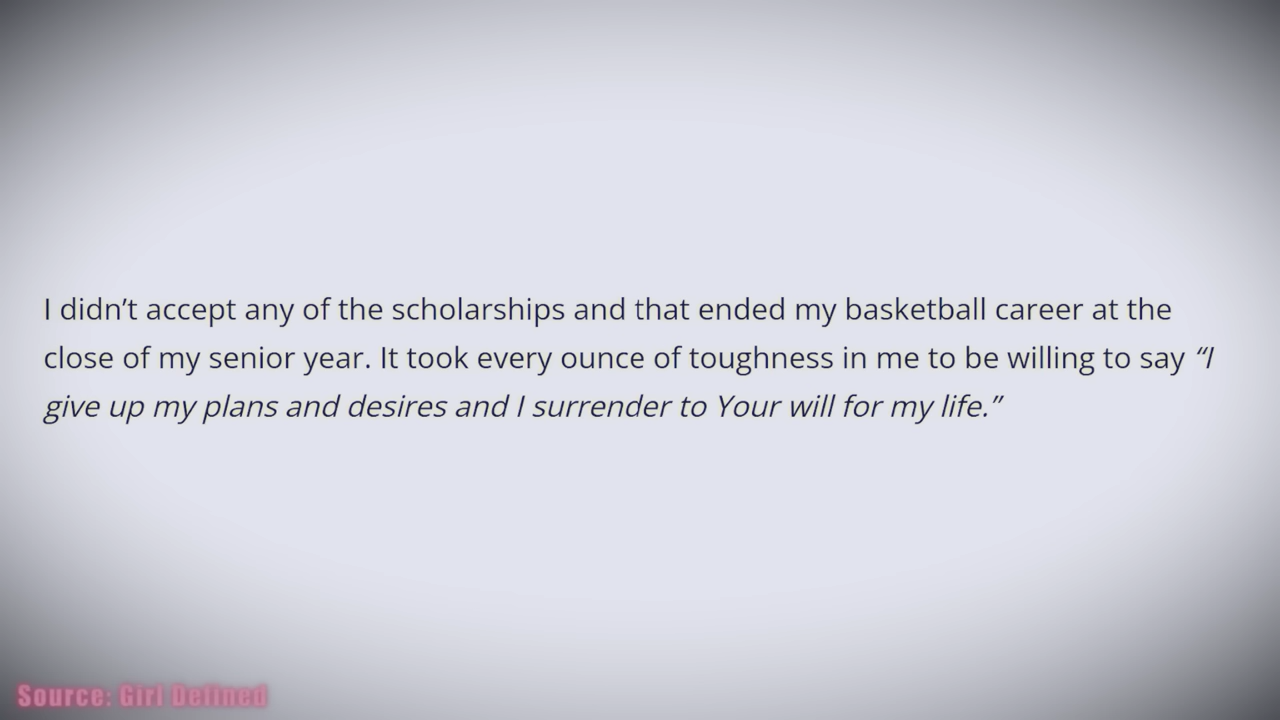 I didn’t accept any of the scholarships and that ended my basketball career at the
close of my senior year. It took every ounce of toughness in me to be willing to say “I
give up my plans and desires and I surrender to Your will for my life.”
Source: Girl Defined